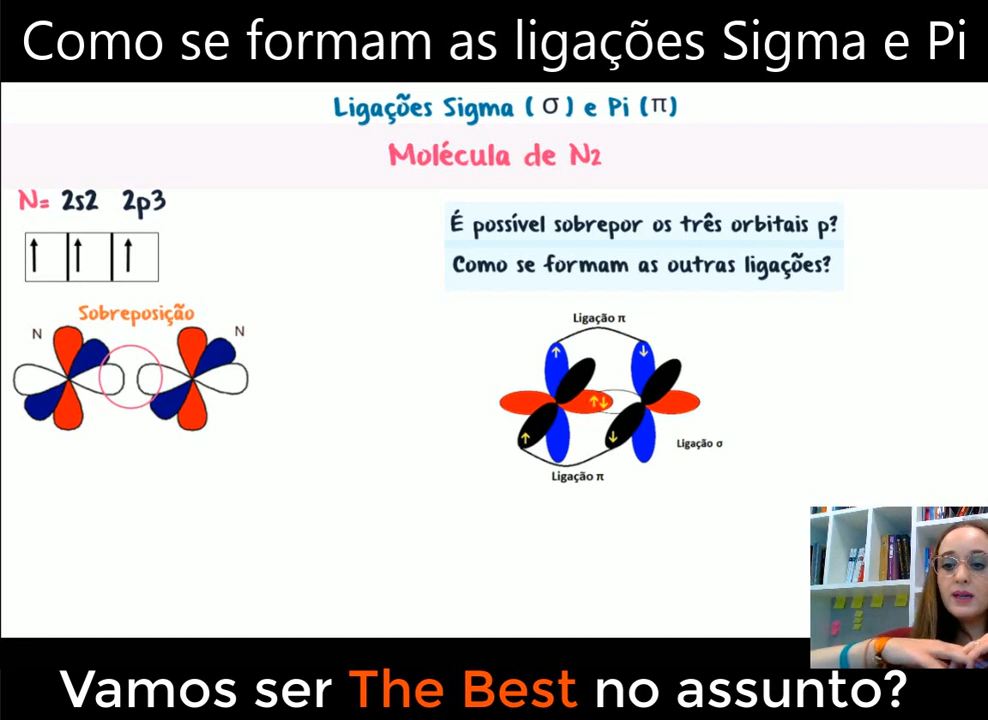 Como se formam as ligações Sigma e Pi
Ligações Sigma ( σ ) e Pi (π)
Molécula de N2
N= 2s2 2p3
É possível sobrepor os três orbitais p?
Como se formam as outras ligações?
Sobreposição
N
N
Ligação π
Ligação σ
Ligação π
Vamos ser The Best no assunto?